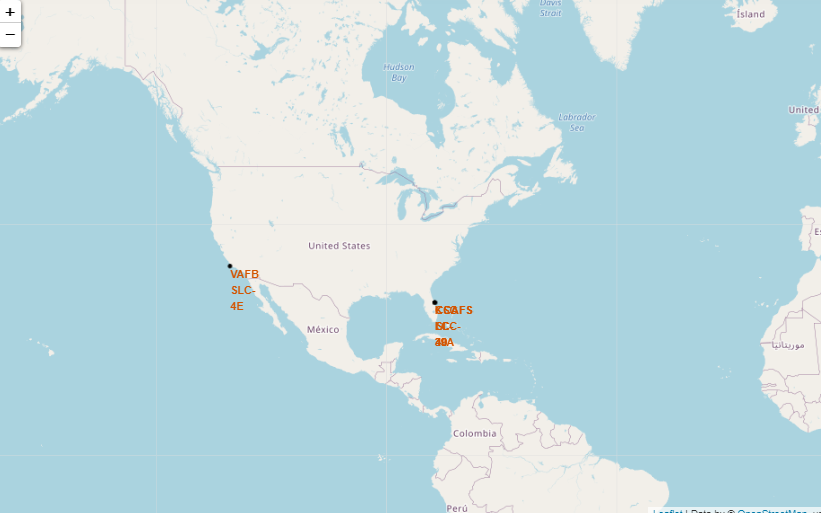 +
−
Davis
Strait
Ísland
Hudson
Bay
Labrador
Sea
United
United States
VAFB
SLC-
4E
México
موريتانيا
Colombia
Perú
Leaflet | Data by © OpenStreetMap